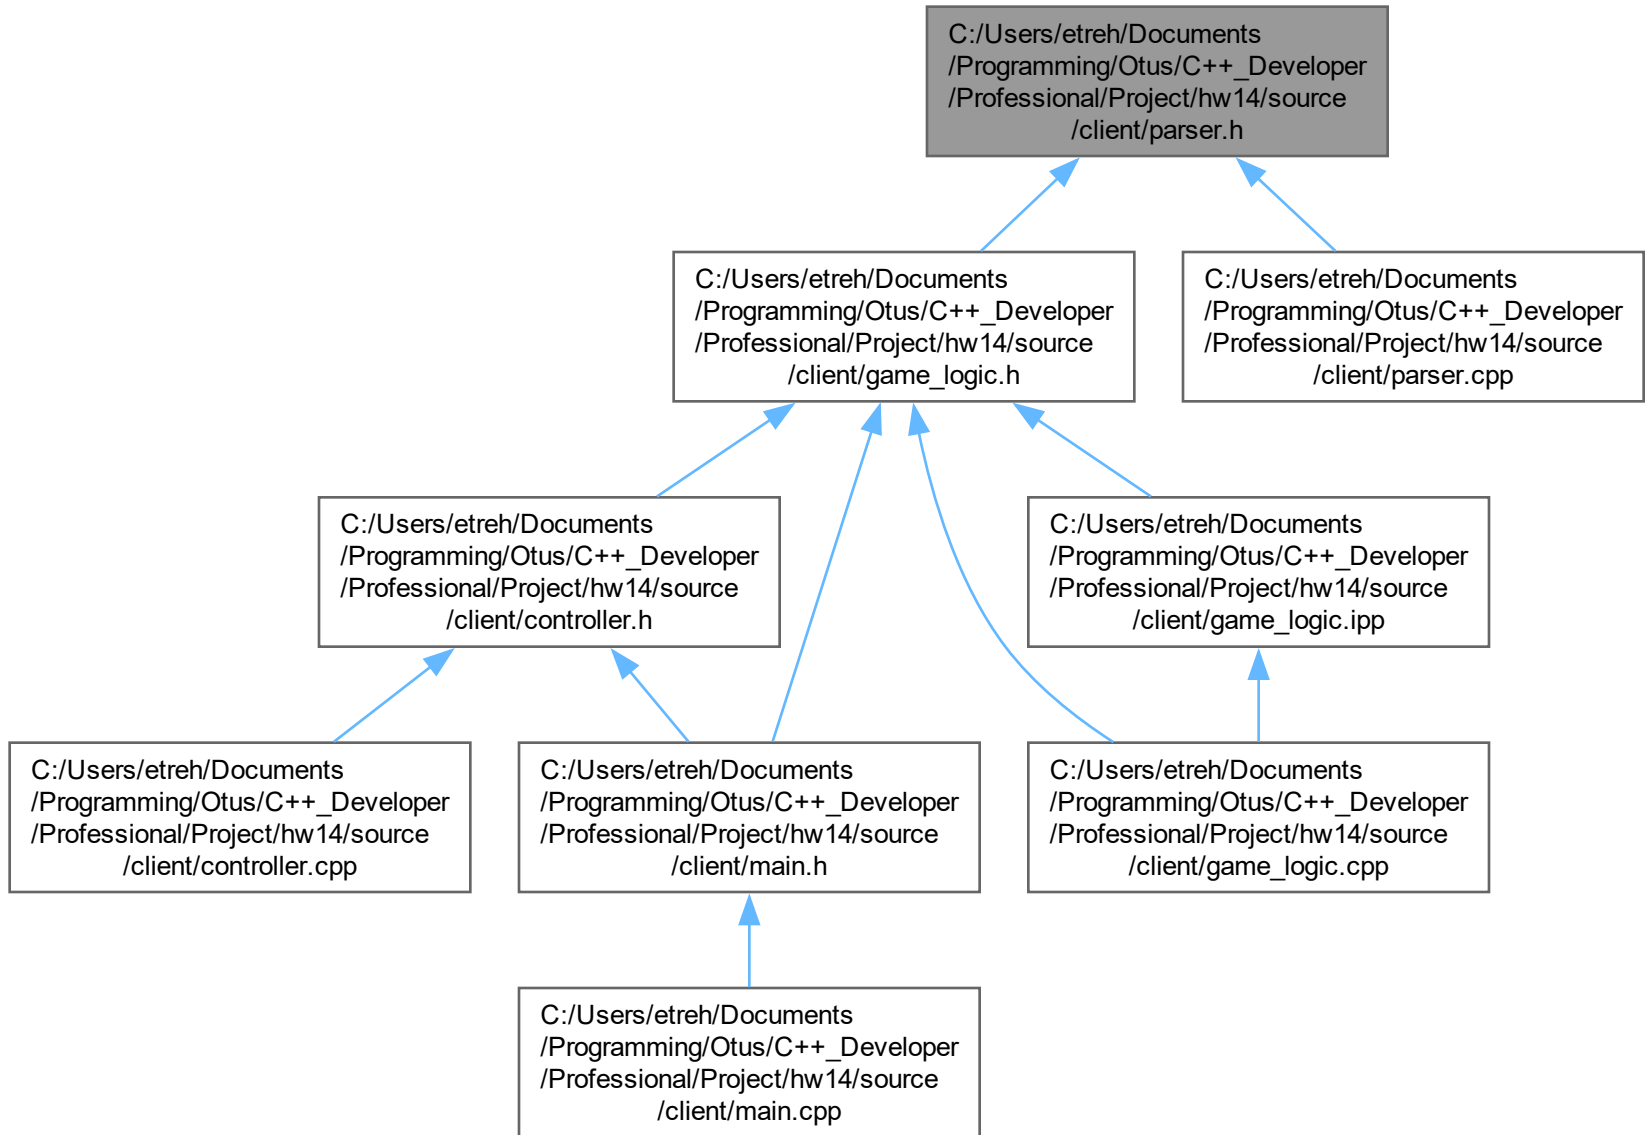 C:/Users/etreh/Documents
/Programming/Otus/C++_Developer
/Professional/Project/hw14/source
/client/parser.h
C:/Users/etreh/Documents
/Programming/Otus/C++_Developer
/Professional/Project/hw14/source
/client/game_logic.h
C:/Users/etreh/Documents
/Programming/Otus/C++_Developer
/Professional/Project/hw14/source
/client/parser.cpp
C:/Users/etreh/Documents
/Programming/Otus/C++_Developer
/Professional/Project/hw14/source
/client/controller.h
C:/Users/etreh/Documents
/Programming/Otus/C++_Developer
/Professional/Project/hw14/source
/client/game_logic.ipp
C:/Users/etreh/Documents
/Programming/Otus/C++_Developer
/Professional/Project/hw14/source
/client/controller.cpp
C:/Users/etreh/Documents
/Programming/Otus/C++_Developer
/Professional/Project/hw14/source
/client/main.h
C:/Users/etreh/Documents
/Programming/Otus/C++_Developer
/Professional/Project/hw14/source
/client/game_logic.cpp
C:/Users/etreh/Documents
/Programming/Otus/C++_Developer
/Professional/Project/hw14/source
/client/main.cpp